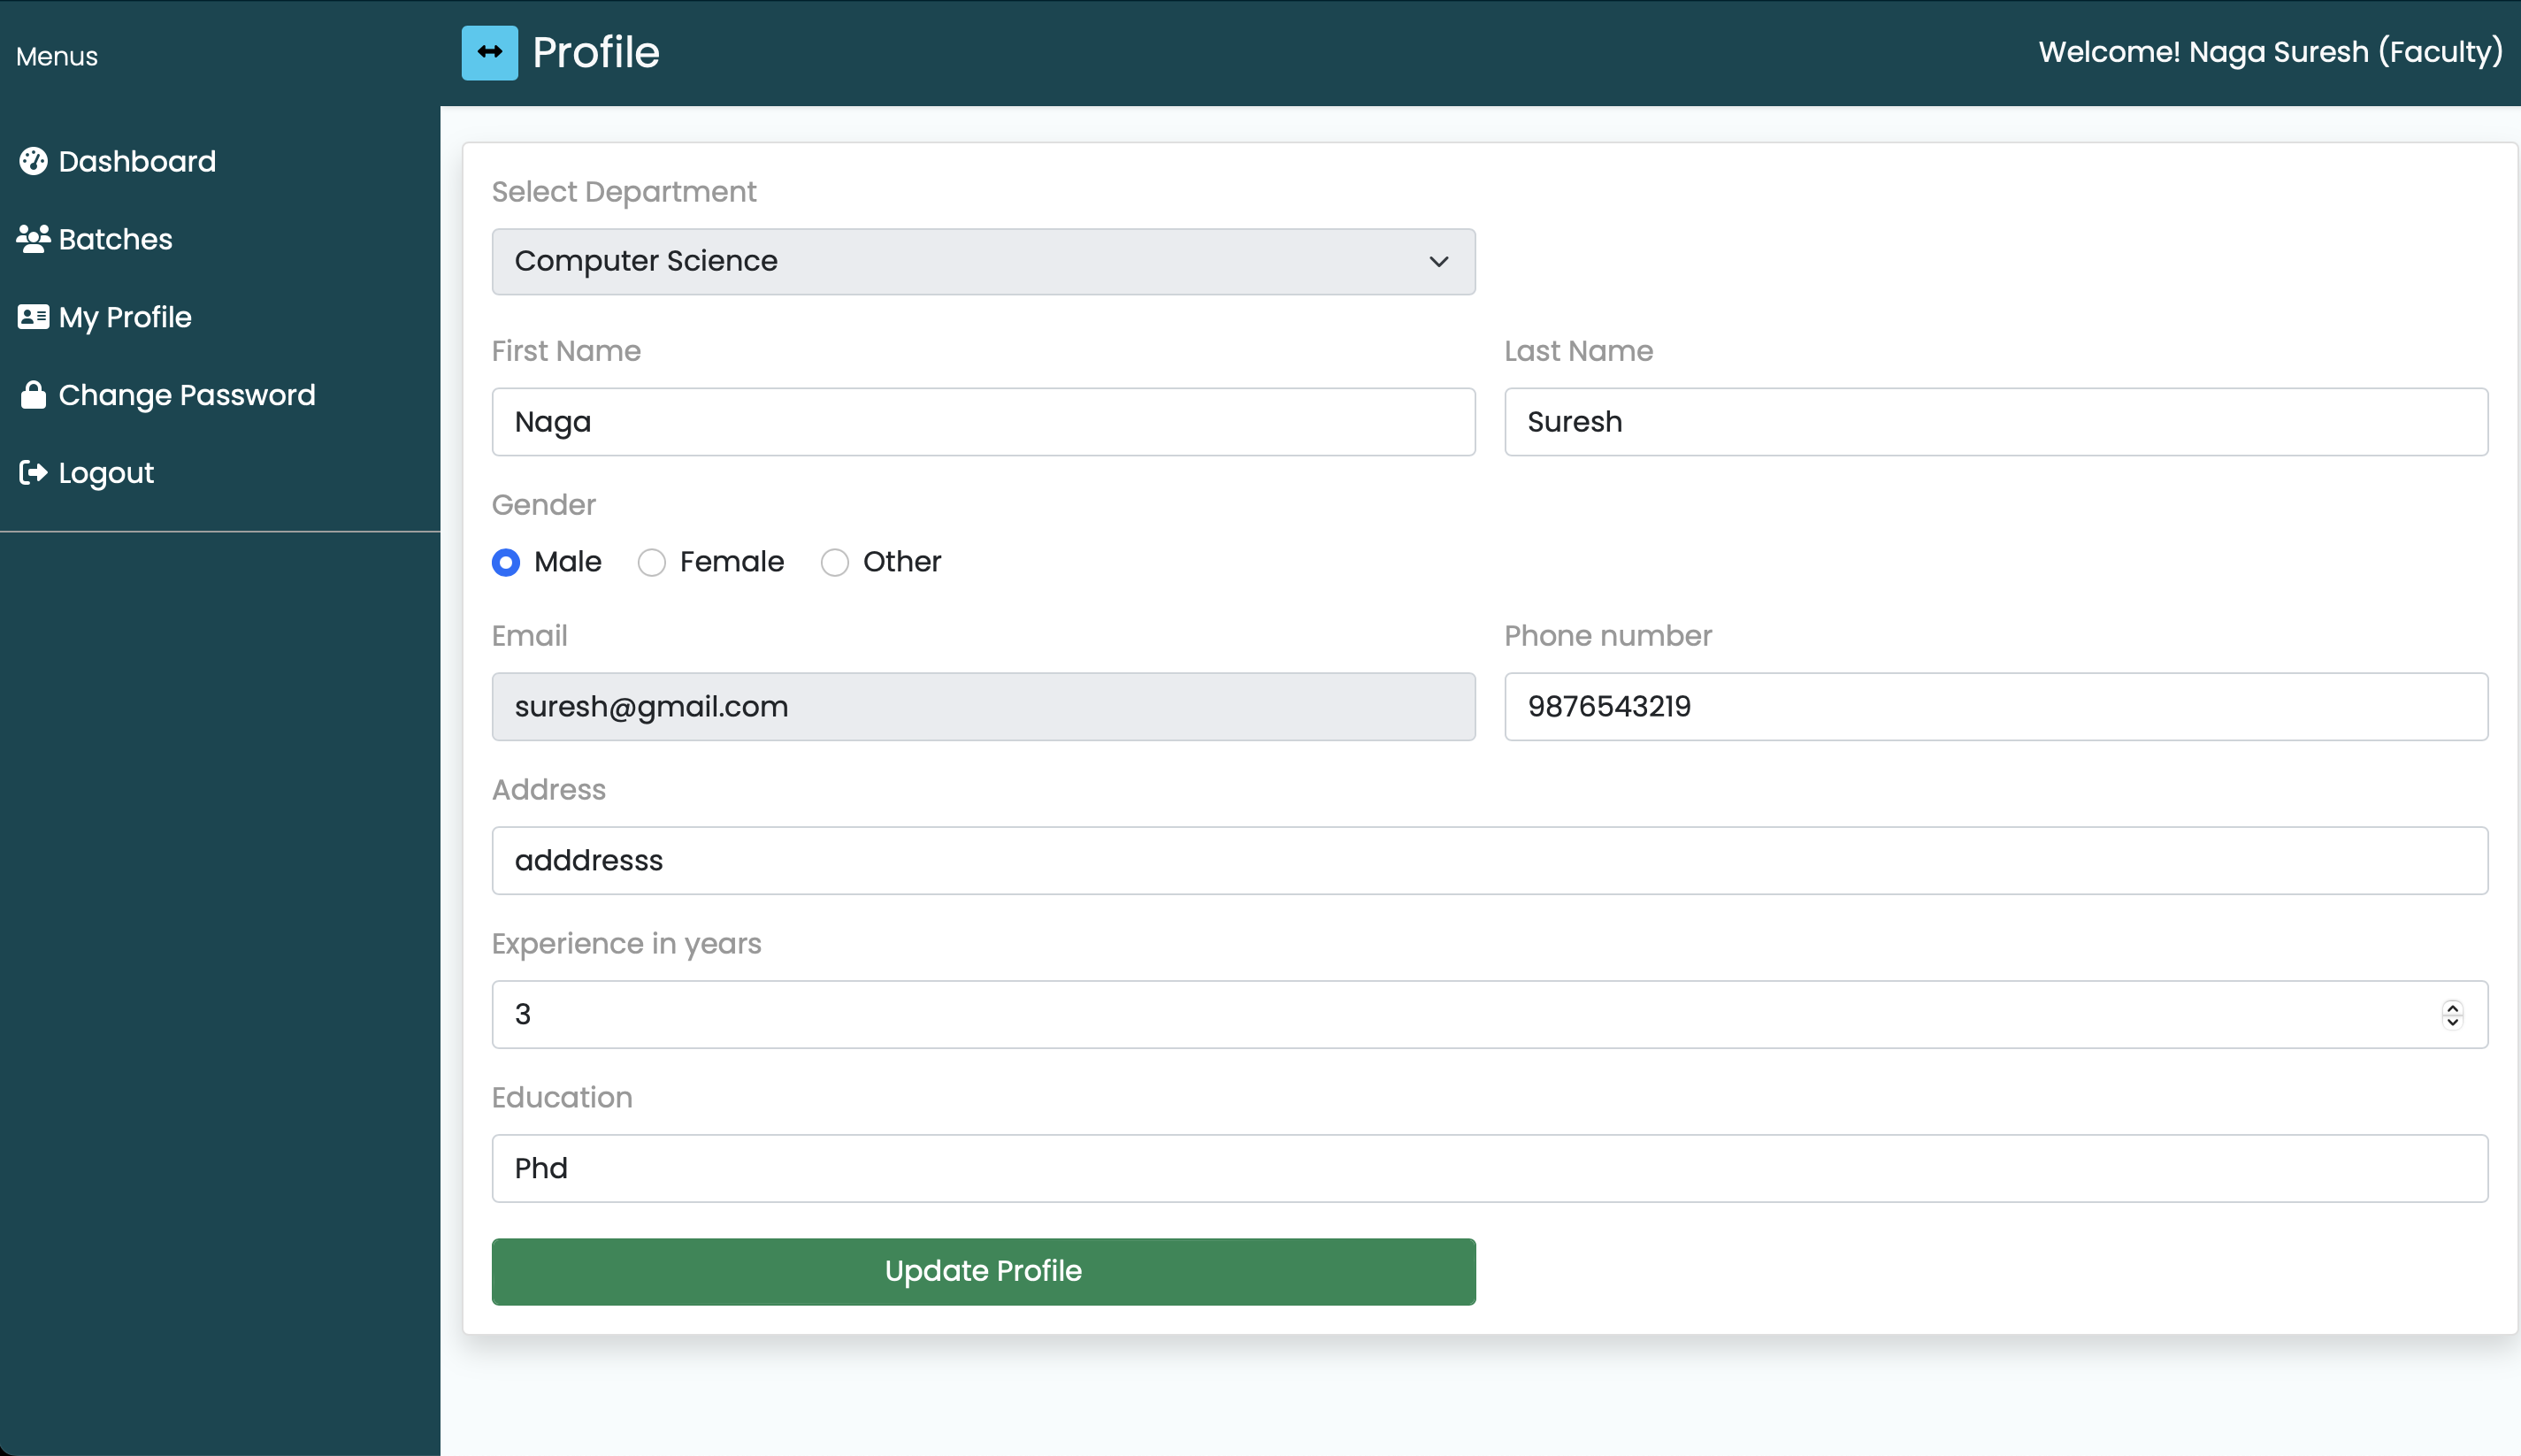 Menus
Dashboard
Batches
My Profile
Change Password
Logout
Profile
Welcome! Naga Suresh (Faculty)
Select Department
Computer Science
First Name
Last Name
Naga
Suresh
Gender
Male Female Other
Email
Phone number
suresh@gmail.com
9876543219
Address
adddresss
Experience in years
3
Education
Phd
Update Profile